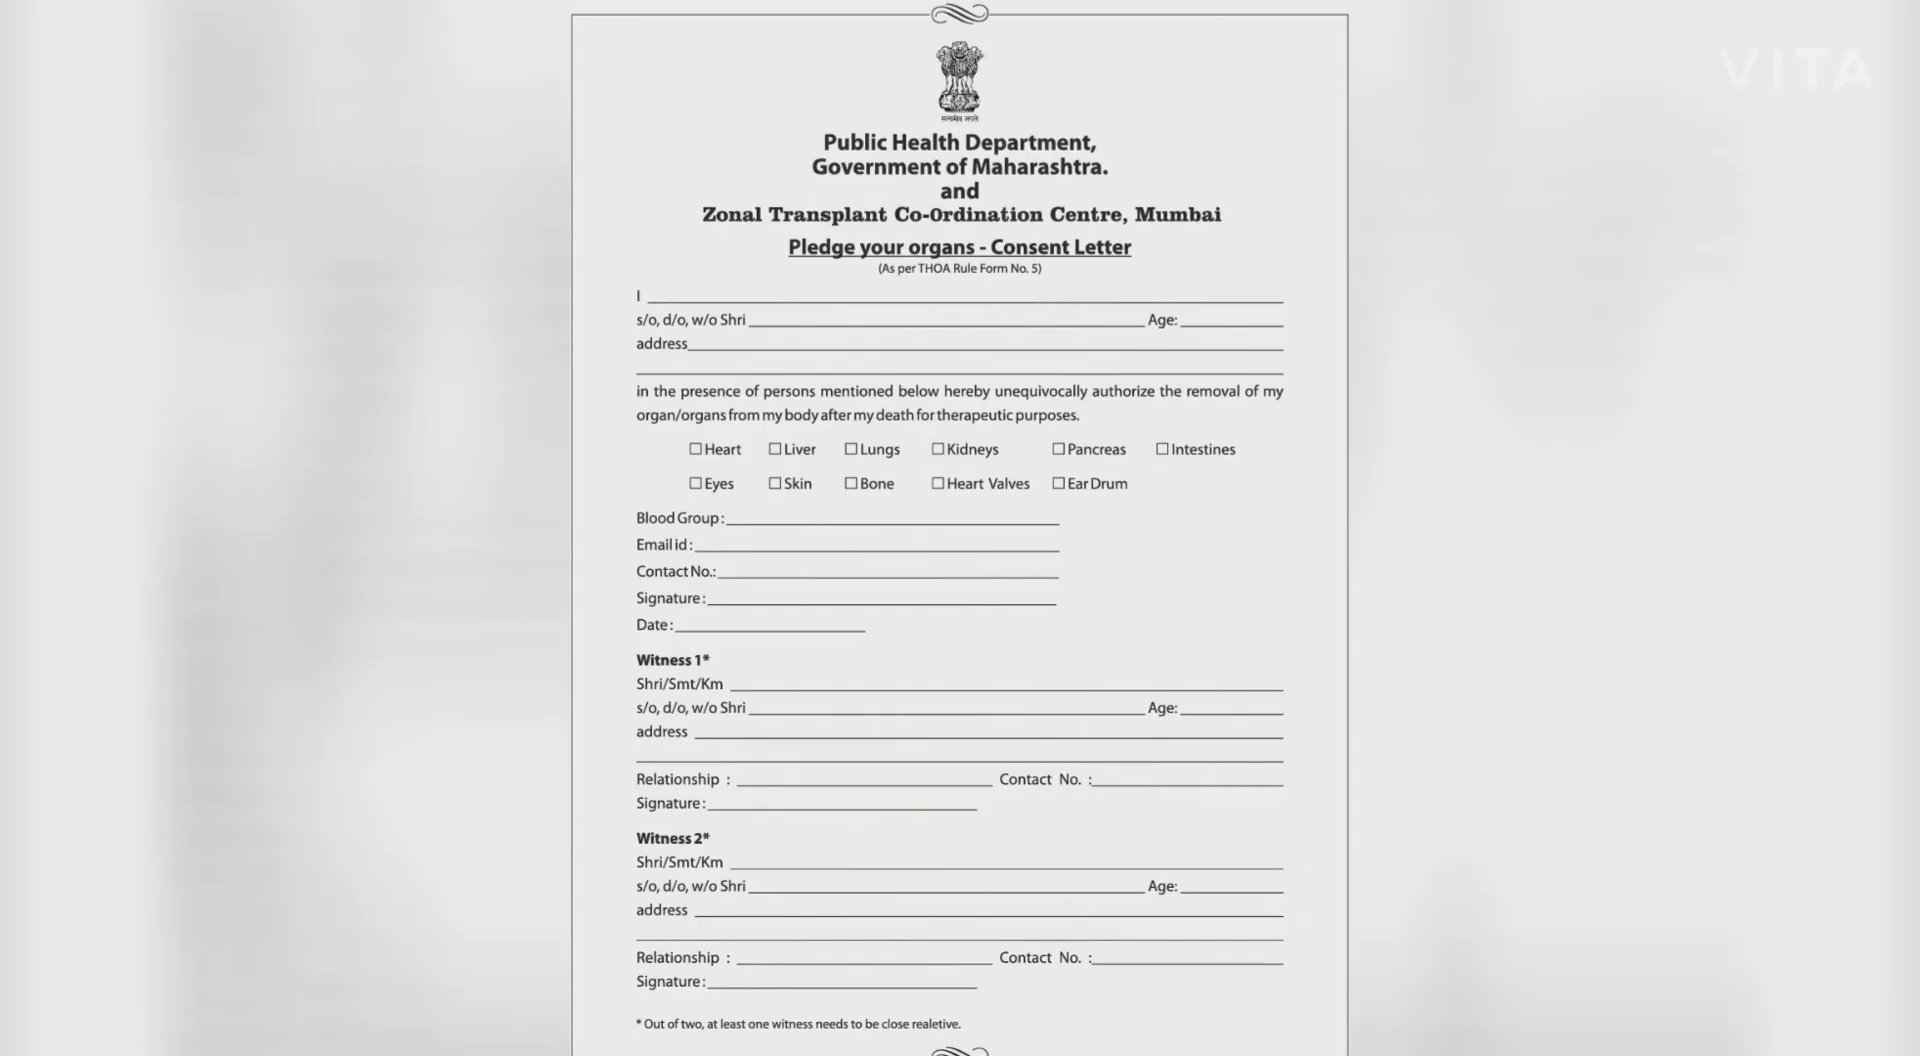 VITA
सत्यमेव जयते
Public Health Department,
Government of Maharashtra.
and
Zonal Transplant Co-Ordination Centre, Mumbai
Pledge your organs - Consent Letter
(As per THOA Rule Form No. 5)
I
s/o, d/o, w/o Shri Age:
address
in the presence of persons mentioned below hereby unequivocally authorize the removal of my
organ/organs from my body after my death for therapeutic purposes.
Heart Liver Lungs Kidneys Pancreas Intestines
Eyes Skin Bone Heart Valves Ear Drum
Blood Group :
Email id :
Contact No.:
Signature :
Date :
Witness 1*
Shri/Smt/Km
s/o, d/o, w/o Shri Age:
address
Relationship : Contact No. :
Signature :
Witness 2*
Shri/Smt/Km
s/o, d/o, w/o Shri Age:
address
Relationship : Contact No. :
Signature :
* Out of two, at least one witness needs to be close realetive.